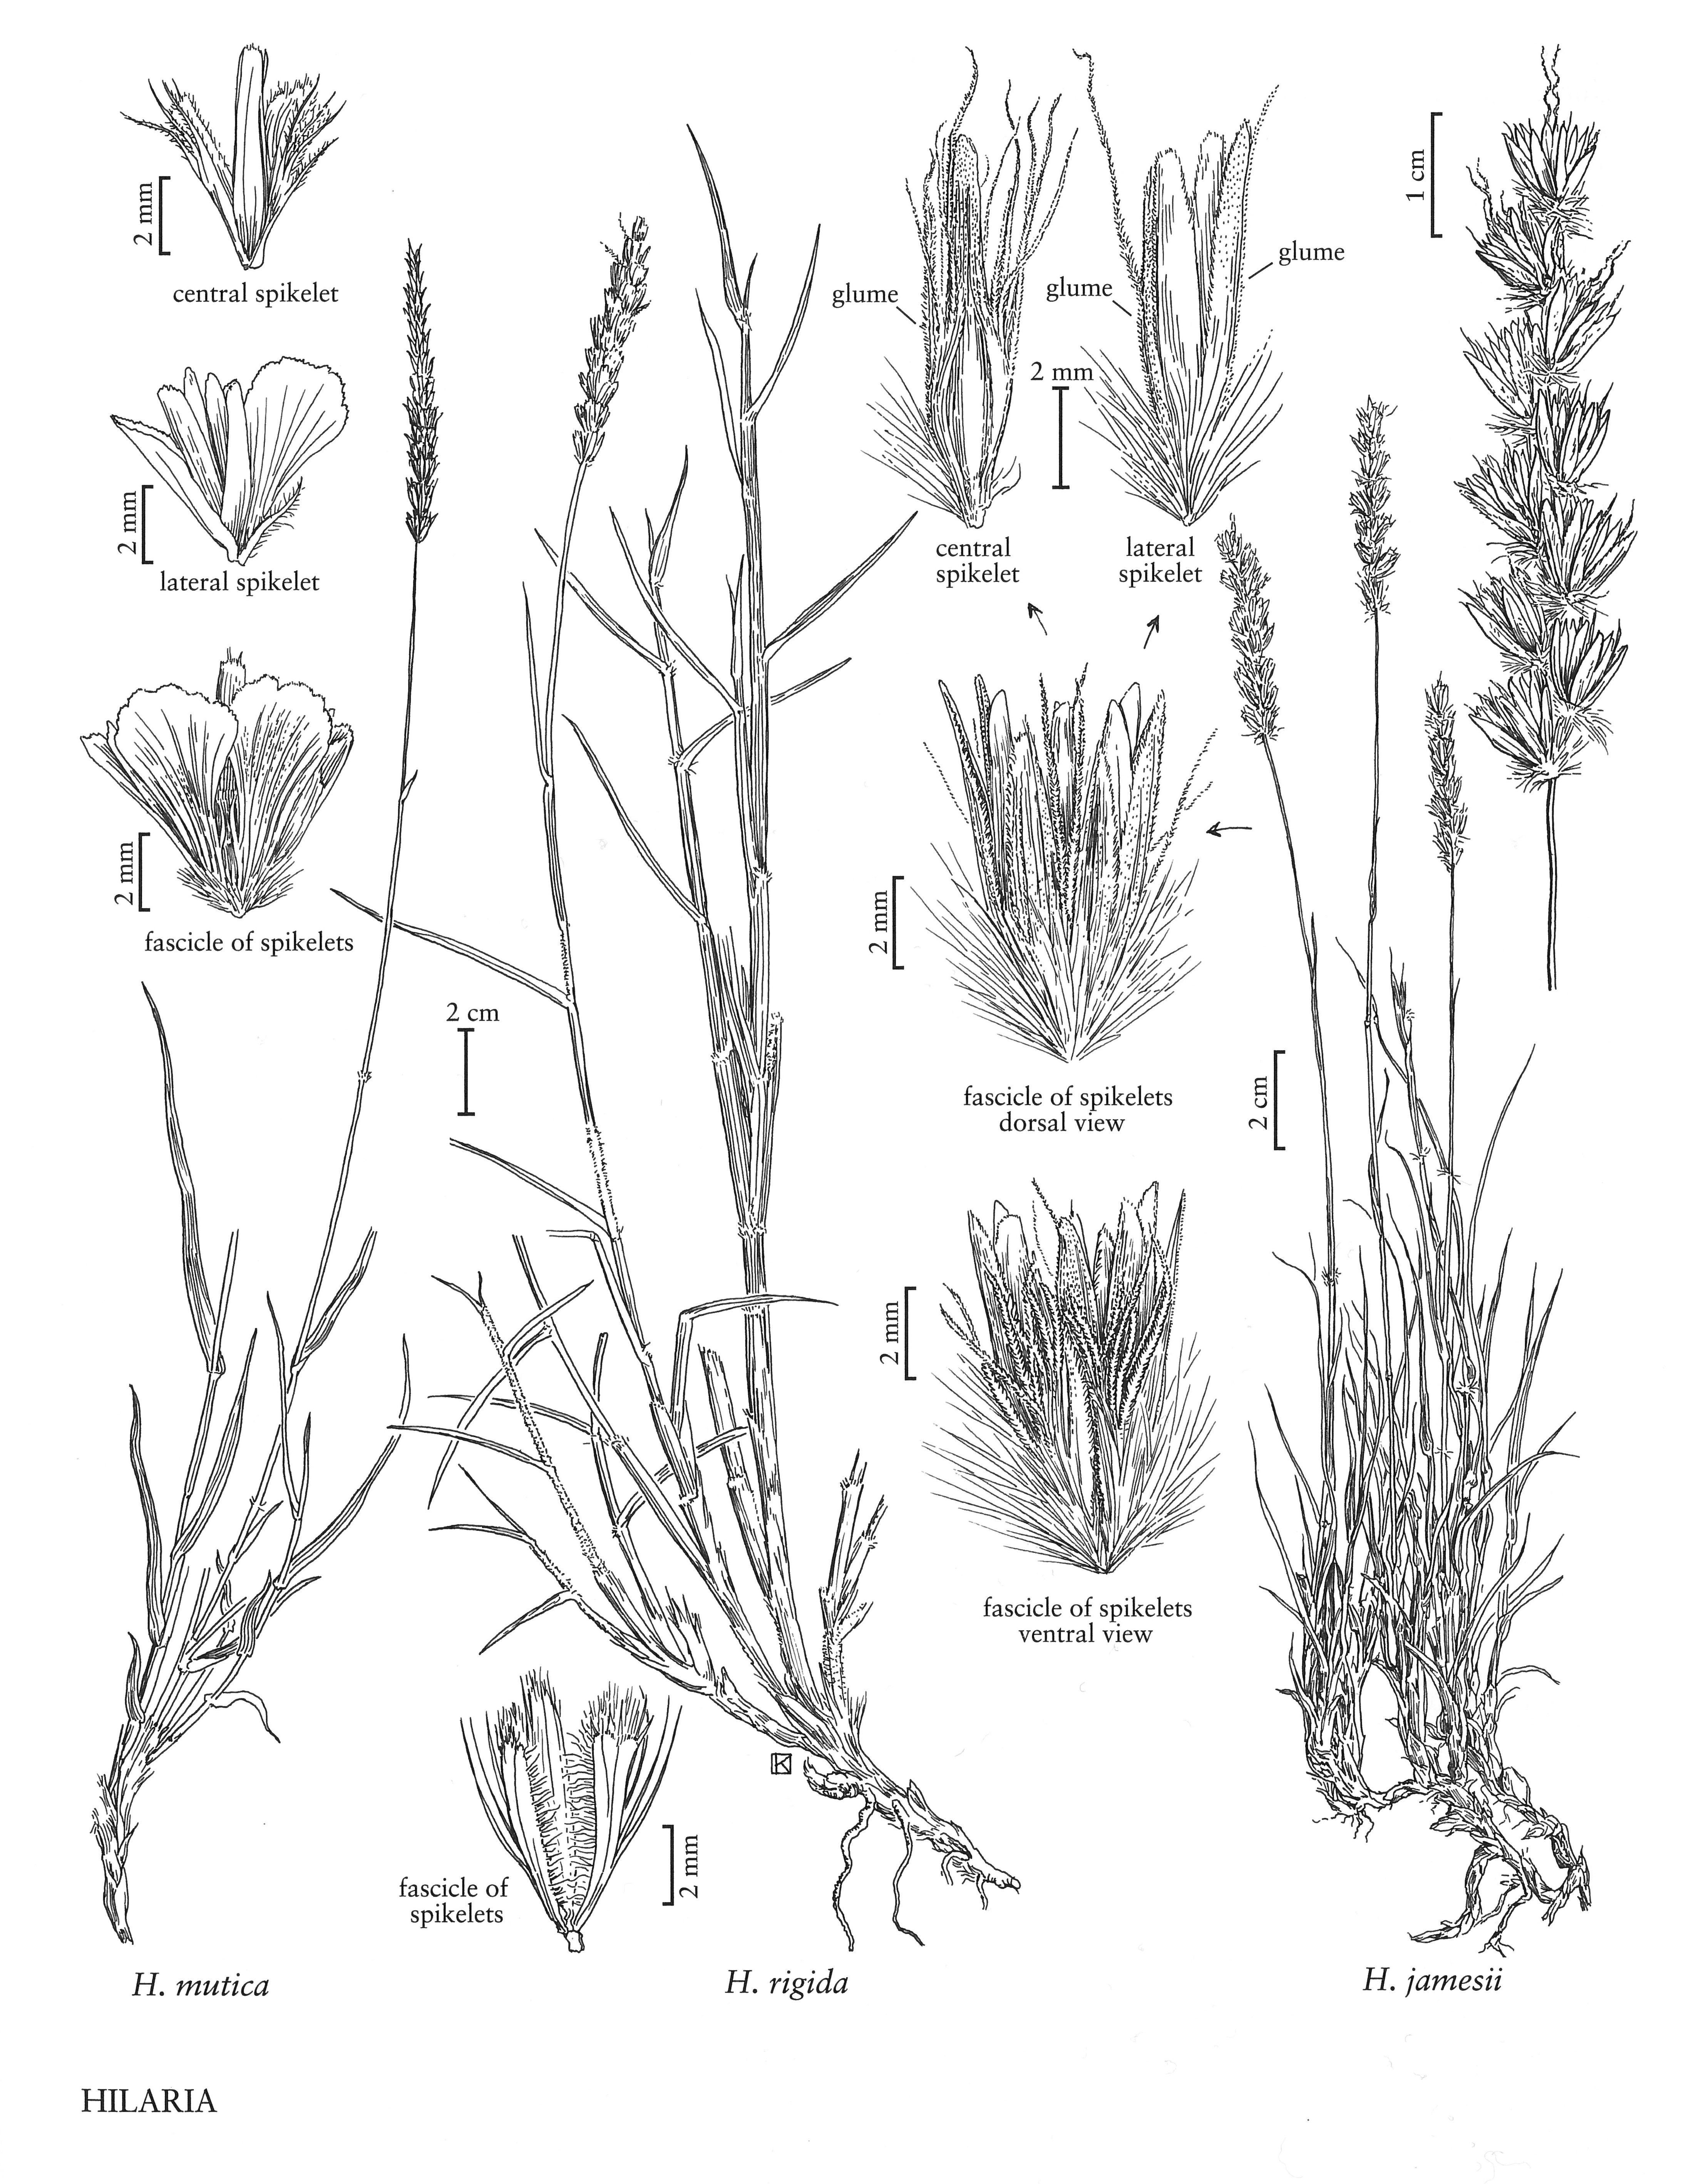 2 mm
central spikelet
2 mm
lateral spikelet
2 mm
fascicle of spikelets
2 cm
fascicle of
spikelets
2 mm
glume
glume
glume
2 mm
central
spikelet
lateral
spikelet
2 mm
fascicle of spikelets
dorsal view
2 mm
fascicle of spikelets
ventral view
1 cm
2 cm
H. mutica
H. rigida
H. jamesii
HILARIA